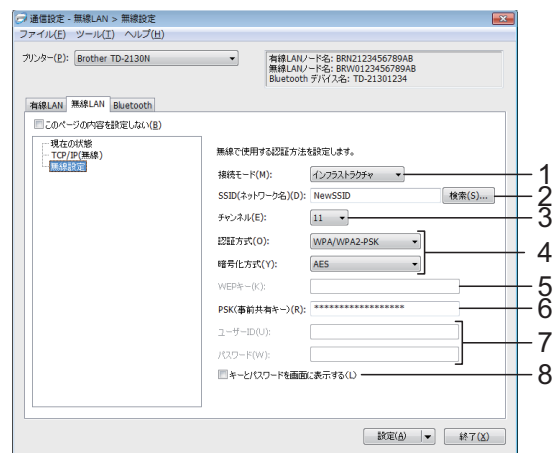 通信設定 - 無線LAN > 無線設定
ファイル(F) ツール(T) ヘルプ(H)
プリンター(P): Brother TD-2130N
有線LANノード名: BRN2123456789AB
無線LANノード名: BRW0123456789AB
Bluetooth デバイス名: TD-21301234
有線LAN 無線LAN Bluetooth
このページの内容を設定しない(B)
現在の状態
TCP/IP(無線)
無線設定
無線で使用する認証方法を設定します。
接続モード(M): インフラストラクチャ 1
SSID(ネットワーク名)(D): NewSSID 検索(S)... 2
チャンネル(E): 11 3
認証方式(O): WPA/WPA2-PSK
暗号化方式(Y): AES
4
WEPキー(K): 5
PSK(事前共有キー)(R): ****************** 6
ユーザーID(U):
パスワード(W):
7
キーとパスワードを画面に表示する(L) 8
設定(A) 終了(X)